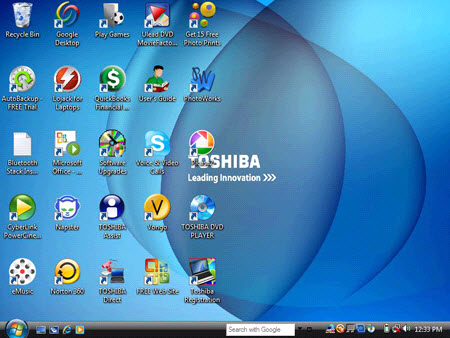 Recycle Bin
Google
Desktop
Play Games
Ulead DVD
MovieFacto...
Get 15 Free
Photo Prints
AutoBackup -
FREE Trial
Lojack for
Laptops
QuickBooks
Financial ...
User's Guide
PhotoWorks
Bluetooth
Stack Ins...
Microsoft
Office - ...
Software
Upgrades
Voice & Video
Calls
TOSHIBA
Leading Innovation >>>
CyberLink
PowerCine...
Napster
TOSHIBA
Assist
Vongo
TOSHIBA DVD
PLAYER
eMusic
Norton 360
TOSHIBA
Direct
FREE Web Site
Toshiba
Registration
Search with Google
12:33 PM